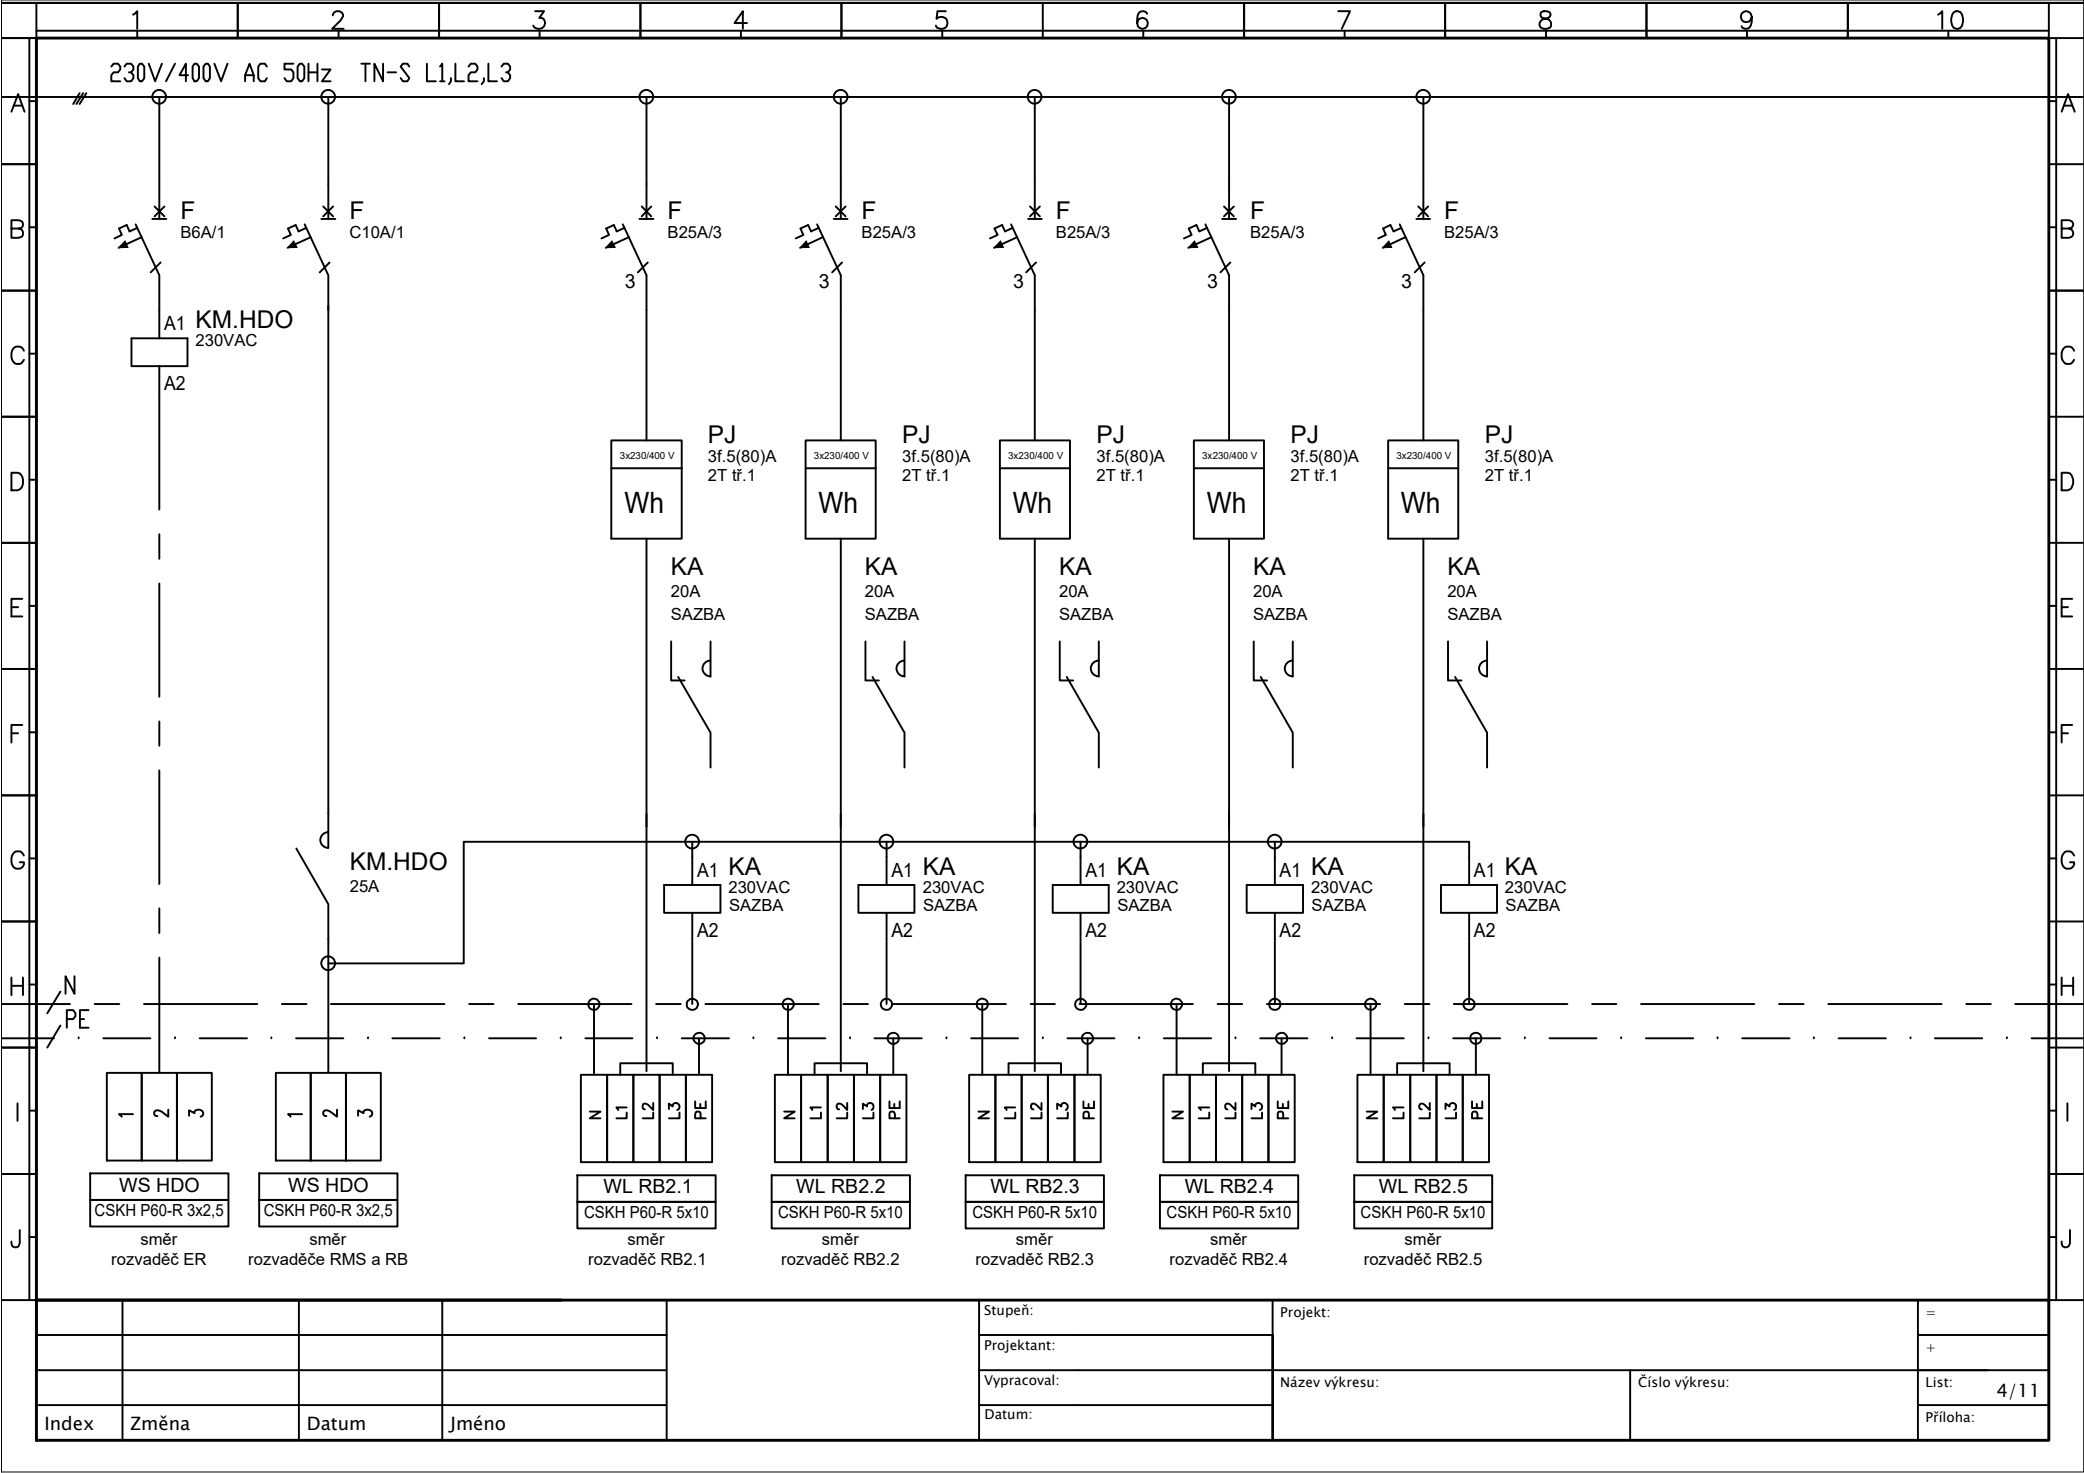 1 2 3 4 5 6 7 8 9 10
230V/400V AC 50Hz TN-S L1,L2,L3
A A
F F F F F F F
B6A/1 C10A/1 B25A/3 B25A/3 B25A/3 B25A/3 B25A/3
B B
3 3 3 3 3
A1 KM.HDO
230VAC
C C
A2
PJ PJ PJ PJ PJ
3x230/400 V 3f.5(80)A 3x230/400 V 3f.5(80)A 3x230/400 V 3f.5(80)A 3x230/400 V 3f.5(80)A 3x230/400 V 3f.5(80)A
2T tř.1 2T tř.1 2T tř.1 2T tř.1 2T tř.1
D D
Wh Wh Wh Wh Wh
KA KA KA KA KA
20A 20A 20A 20A 20A
E E
SAZBA SAZBA SAZBA SAZBA SAZBA
F F
G KM.HDO G
A1 KA A1 KA A1 KA A1 KA A1 KA
25A 230VAC 230VAC 230VAC 230VAC 230VAC
SAZBA SAZBA SAZBA SAZBA SAZBA
A2 A2 A2 A2 A2
H N H
PE
I 1 2 3 1 2 3 N L1 L2 L3 PE N L1 L2 L3 PE N L1 L2 L3 PE N L1 L2 L3 PE N L1 L2 L3 PE I
WS HDO WS HDO WL RB2.1 WL RB2.2 WL RB2.3 WL RB2.4 WL RB2.5
CSKH P60-R 3x2,5 CSKH P60-R 3x2,5 CSKH P60-R 5x10 CSKH P60-R 5x10 CSKH P60-R 5x10 CSKH P60-R 5x10 CSKH P60-R 5x10
J směr směr směr směr směr směr směr J
rozvaděč ER rozvaděče RMS a RB rozvaděč RB2.1 rozvaděč RB2.2 rozvaděč RB2.3 rozvaděč RB2.4 rozvaděč RB2.5
Stupeň: Projekt: =
Projektant: +
Vypracoval: Název výkresu: Číslo výkresu: List: 4/11
Index Změna Datum Jméno Datum: Příloha: